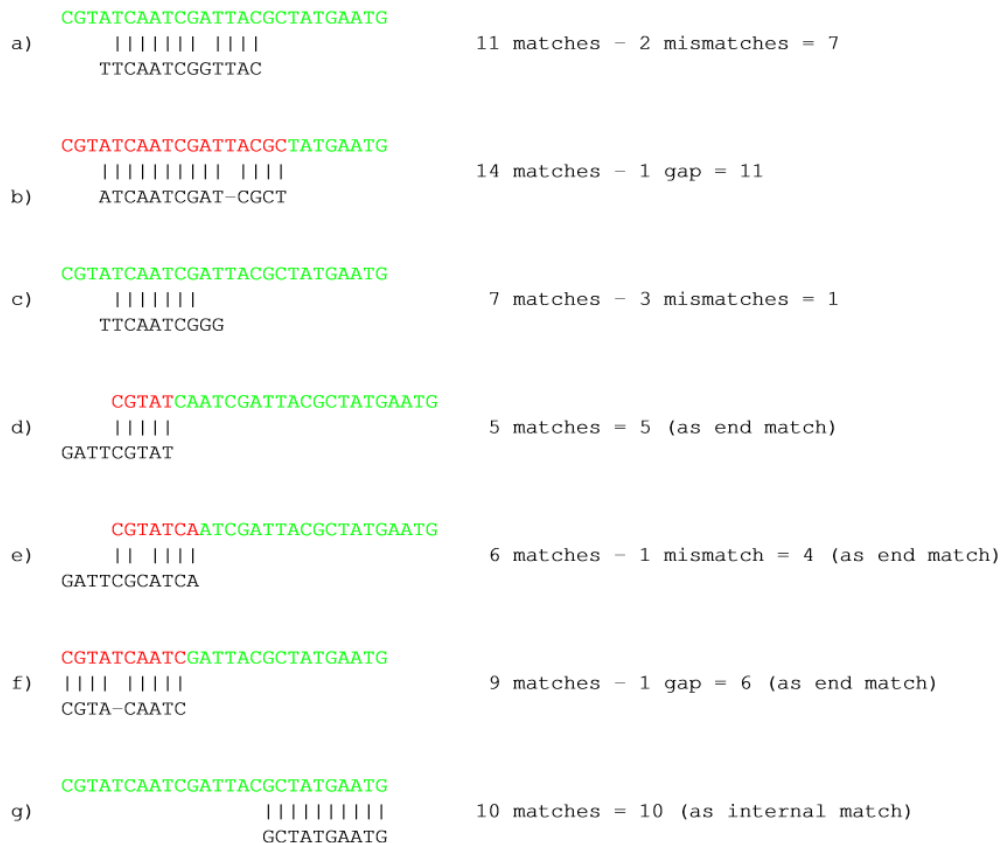 CGTATCAATCGATTACGCTATGAATG
a) ||||||| |||| 11 matches – 2 mismatches = 7
TTCAATCGGTTAC
CGTATCAATCGATTACGCTATGAATG
|||||||||| |||| 14 matches – 1 gap = 11
b) ATCAATCGAT–CGCT
CGTATCAATCGATTACGCTATGAATG
c) ||||||| 7 matches – 3 mismatches = 1
TTCAATCGGG
CGTATCAATCGATTACGCTATGAATG
d) ||||| 5 matches = 5 (as end match)
GATTCGTAT
CGTATCAATCGATTACGCTATGAATG
|| |||| 
e) 6 matches – 1 mismatch = 4 (as end match)
GATTCGCATCA
CGTATCAATCGATTACGCTATGAATG
f) |||| ||||| 9 matches – 1 gap = 6 (as end match)
CGTA–CAATC
CGTATCAATCGATTACGCTATGAATG
g) |||||||||| 10 matches = 10 (as internal match)
GCTATGAATG